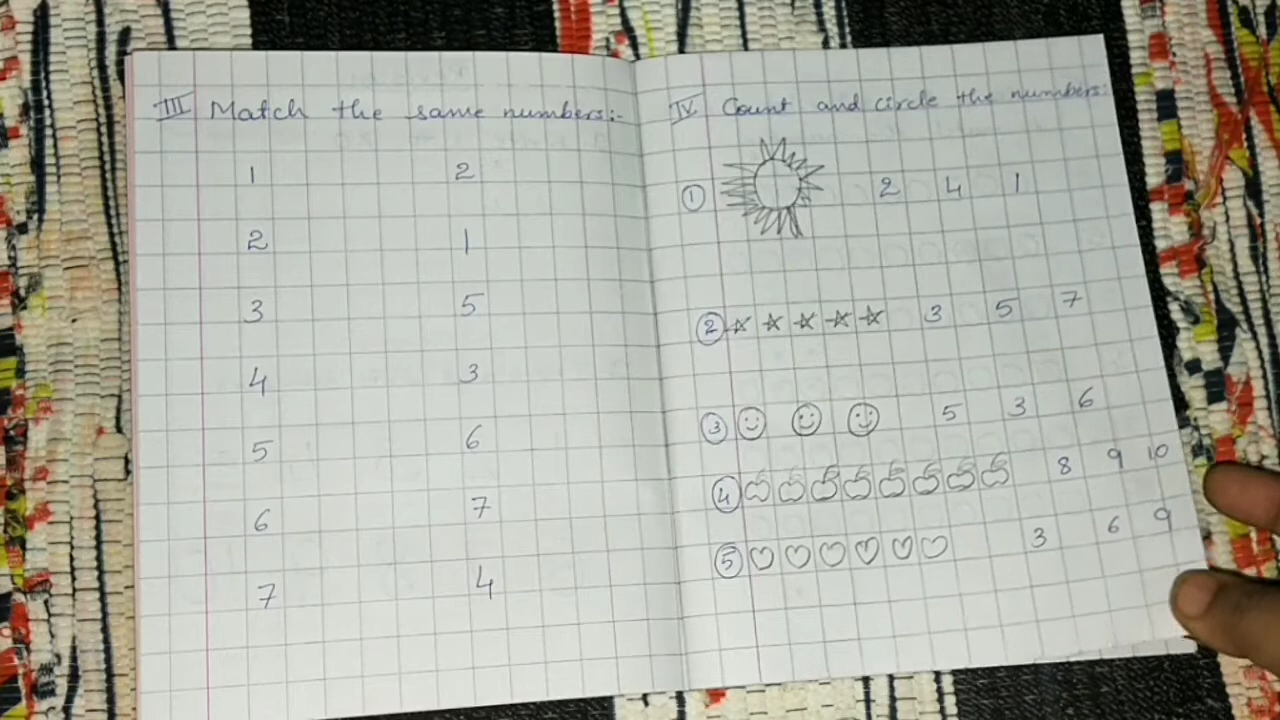 III Match the same numbers:-
1 2
2 1
3 5
4 3
5 6
6 7
7 4
IV Count and circle the numbers:
1 2 4 1
2 3 5 7
3 5 3 6
4 8 9 10
5 3 6 9